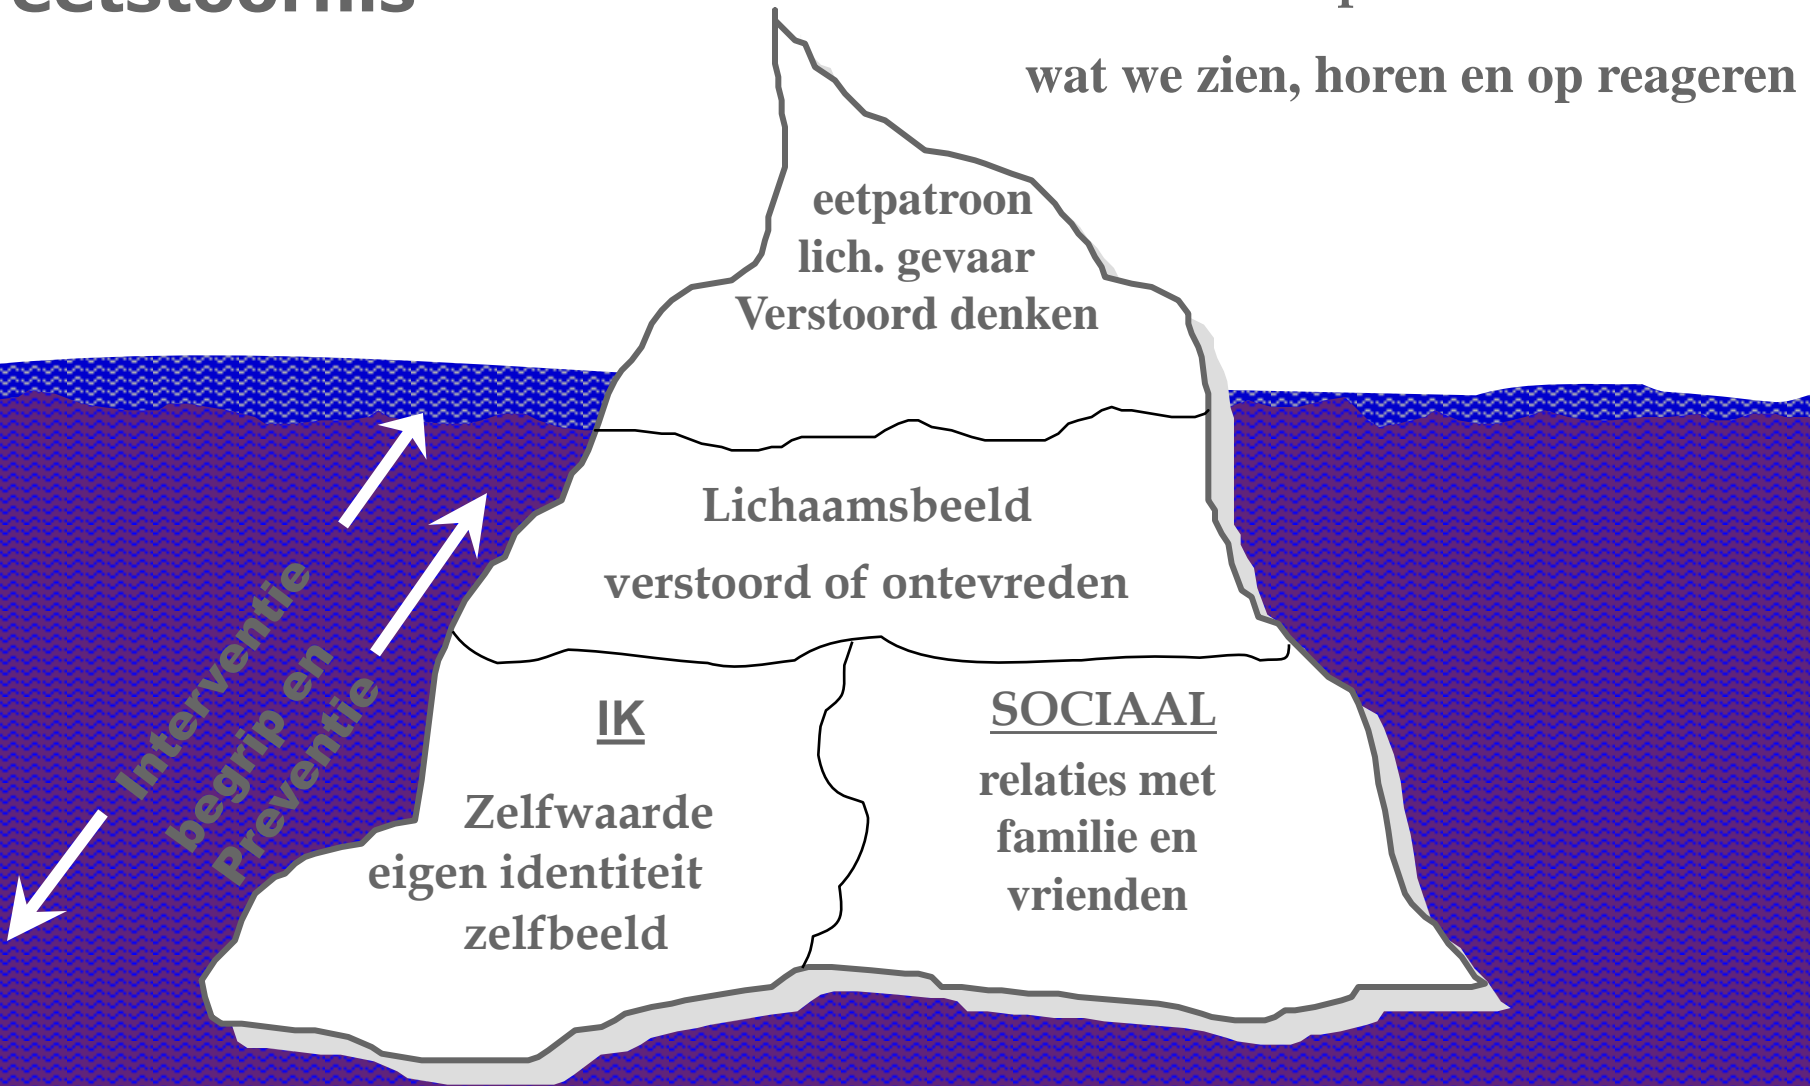 wat we zien, horen en op reageren
eetpatroon
lich. gevaar
Verstoord denken
Lichaamsbeeld
verstoord of ontevreden
Interventie
begrip en
Preventie
IK
Zelfwaarde
eigen identiteit
zelfbeeld
SOCIAAL
relaties met
familie en
vrienden